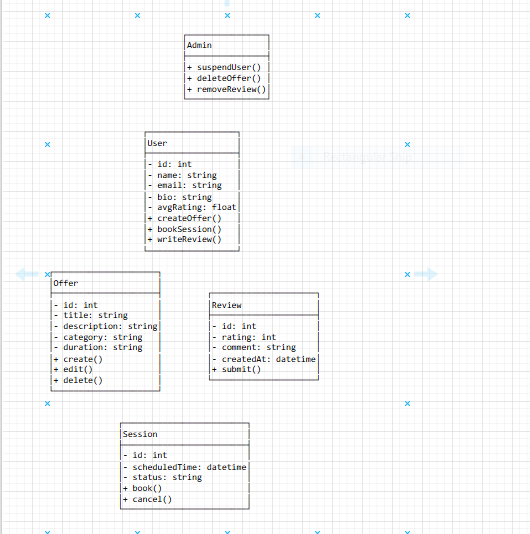 Admin
+ suspendUser()
+ deleteOffer()
+ removeReview()
User
- id: int
- name: string
- email: string
- bio: string
- avgRating: float
+ createOffer()
+ bookSession()
+ writeReview()
Offer
- id: int
- title: string
- description: string
- category: string
- duration: string
+ create()
+ edit()
+ delete()
Review
- id: int
- rating: int
- comment: string
- createdAt: datetime
+ submit()
Session
- id: int
- scheduledTime: datetime
- status: string
+ book()
+ cancel()